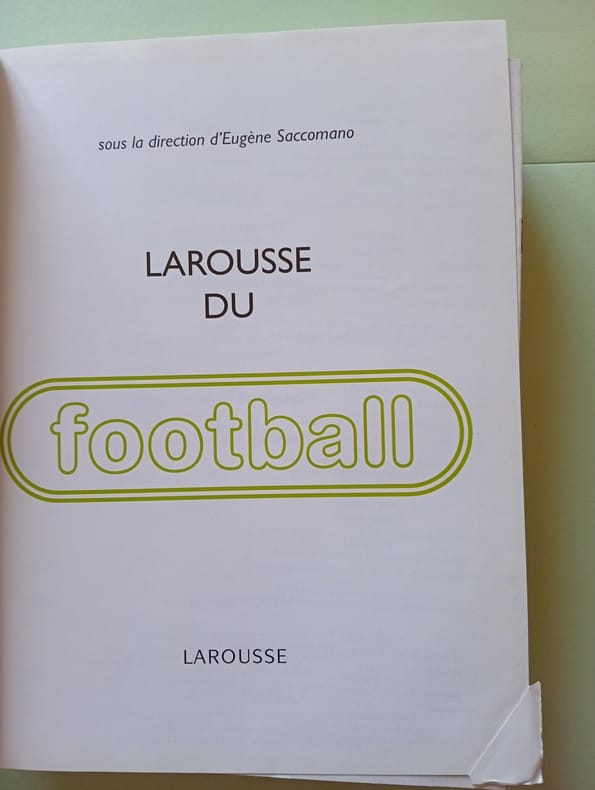 sous la direction d'Eugène Saccomano
LAROUSSE
DU
football
LAROUSSE